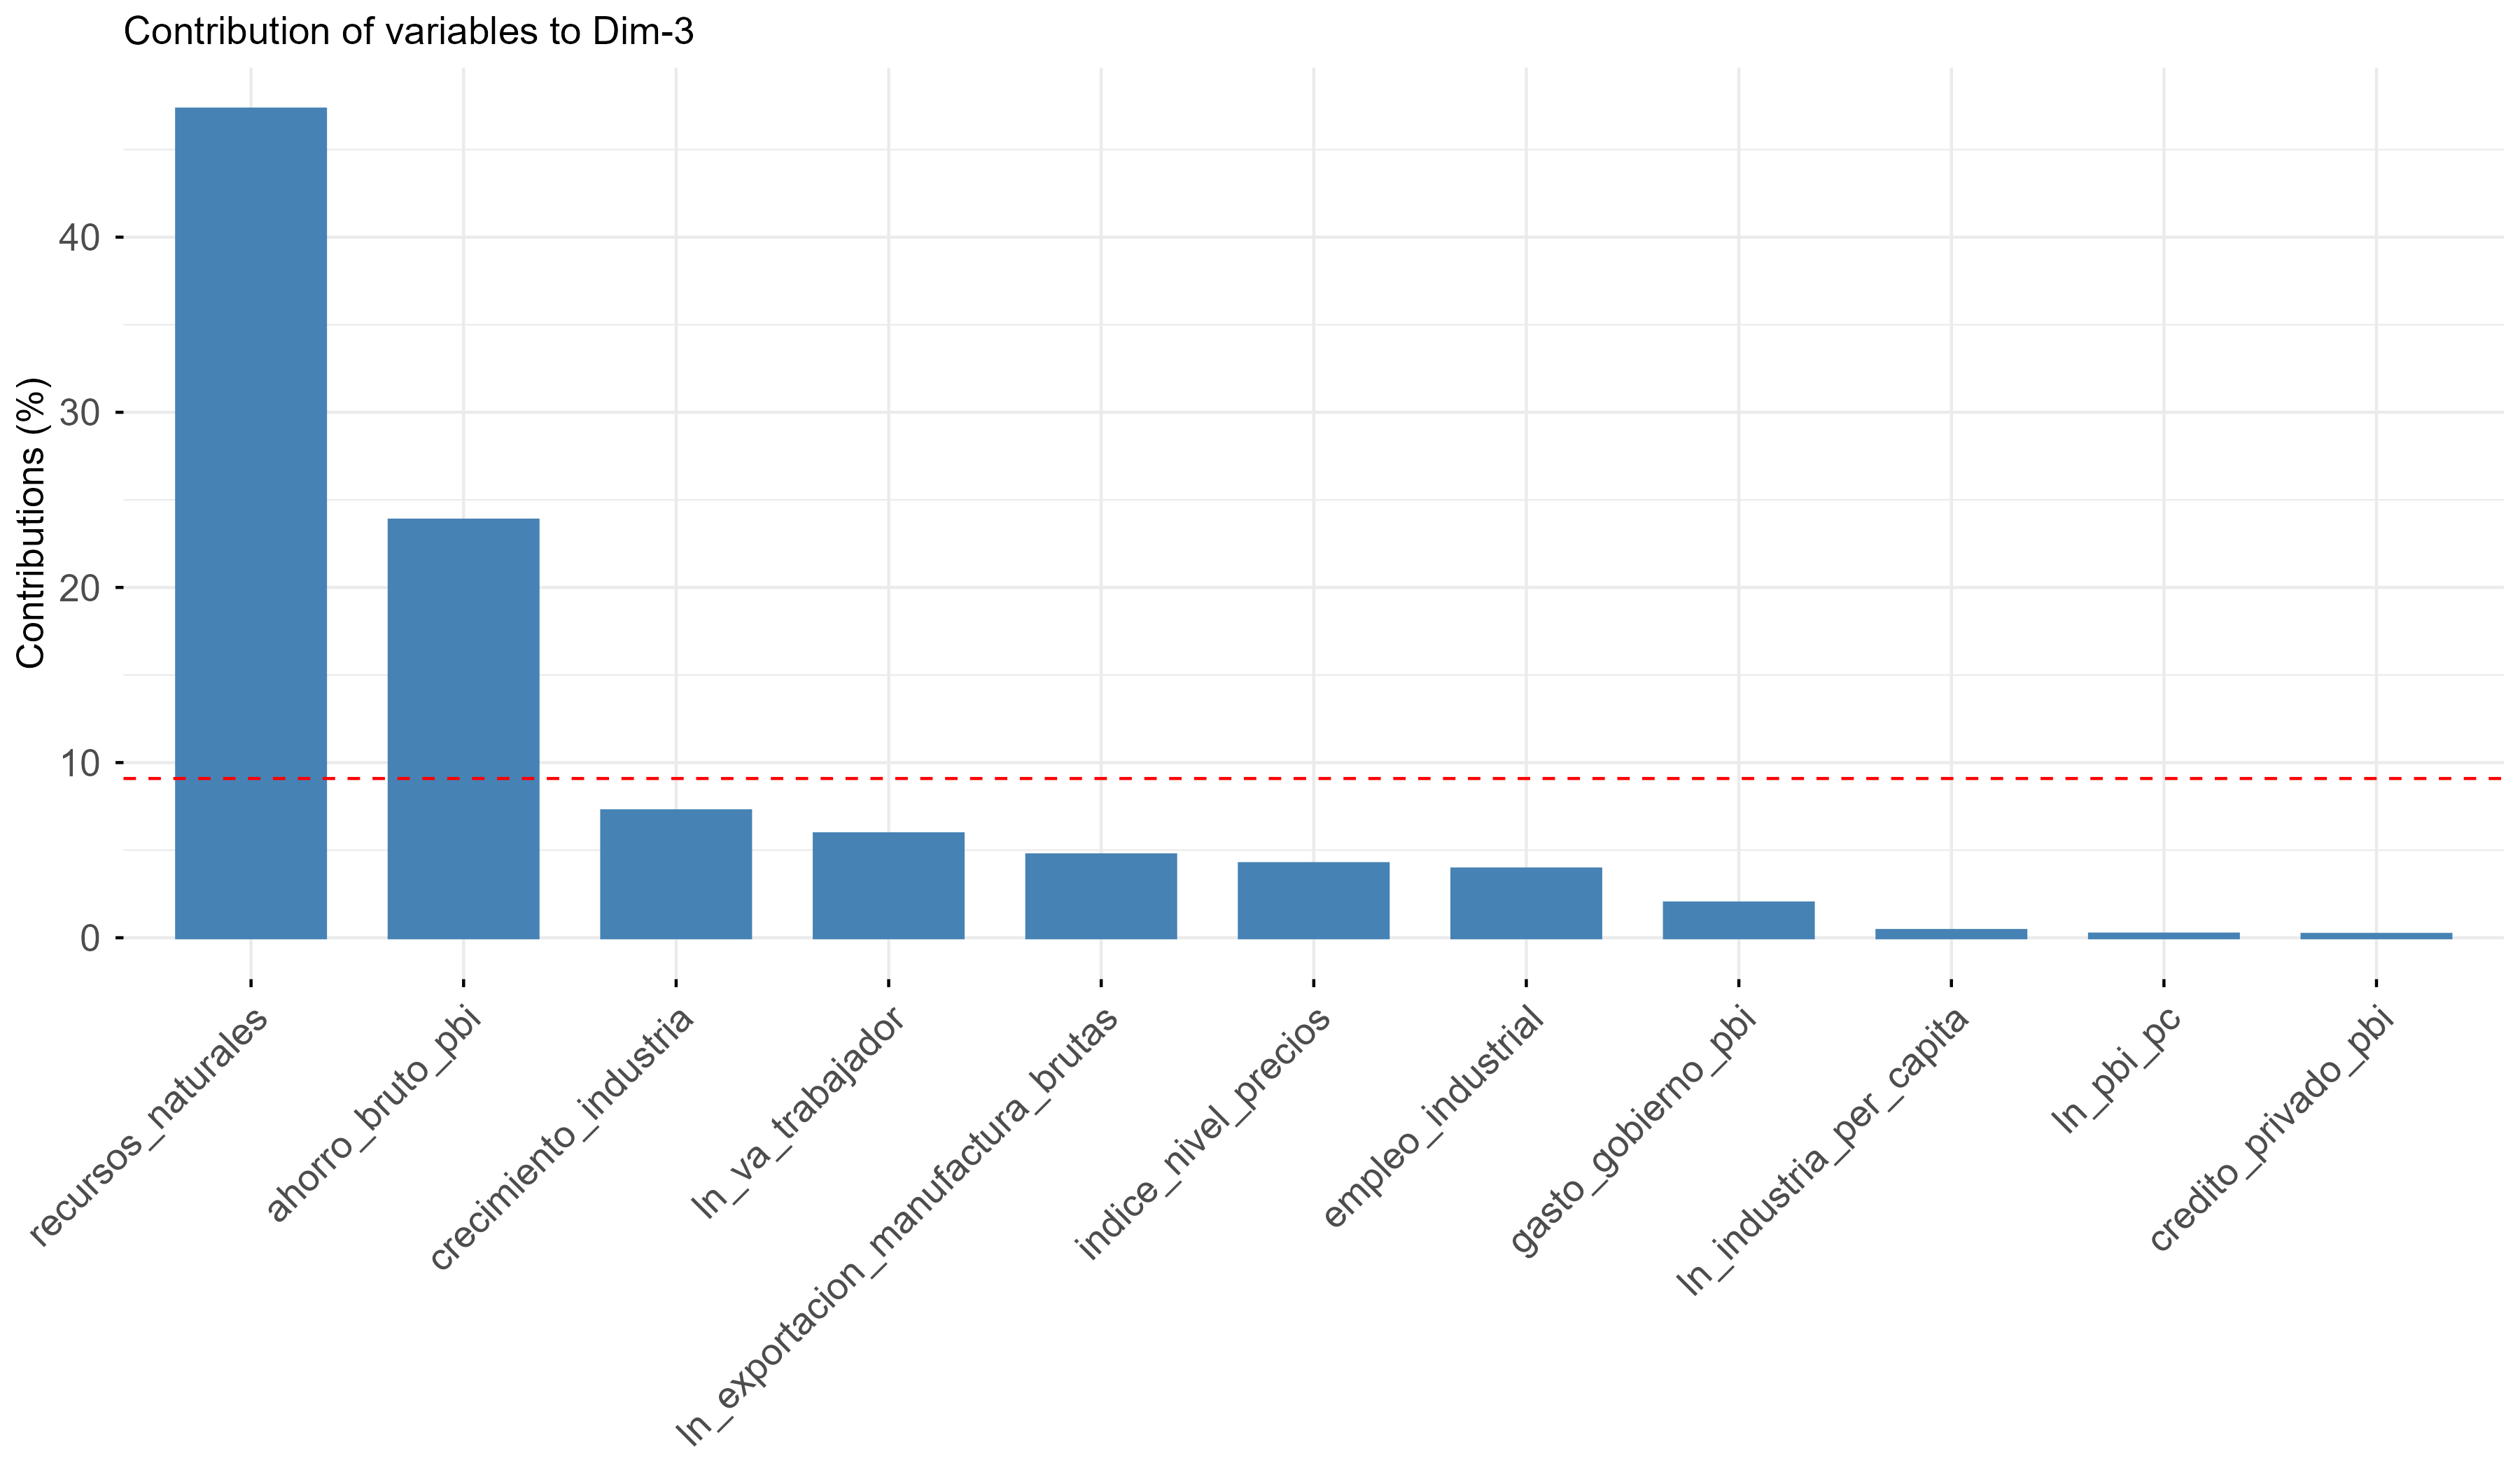 Contribution of variables to Dim-3
Contributions (%)
40
30
20
10
0
recursos_naturales
ahorro_bruto_pbi
crecimiento_industria
ln_va_trabajador
ln_exportacion_manufactura_brutas
indice_nivel_precios
empleo_industrial
gasto_gobierno_pbi
ln_industria_per_capita
ln_pbi_pc
credito_privado_pbi